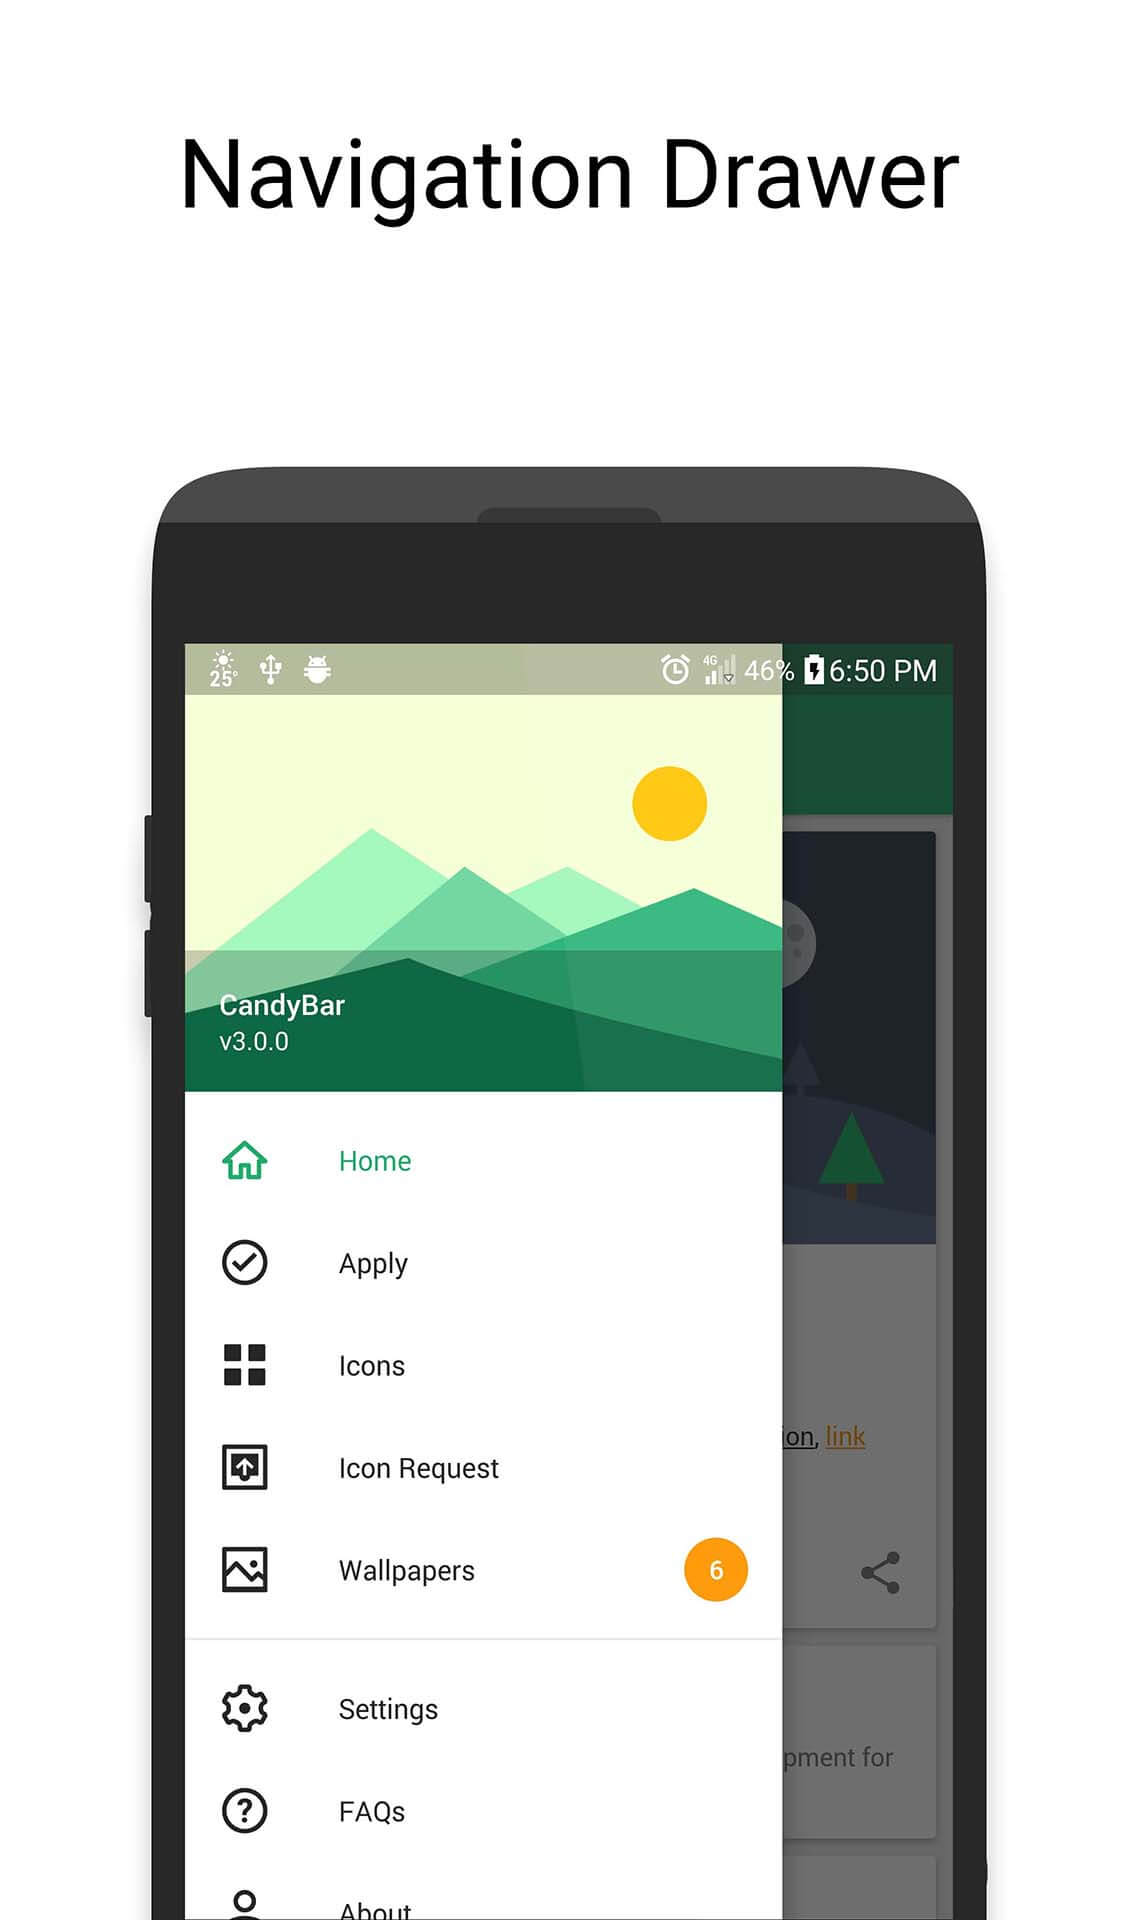 Navigation Drawer
25° 4G 46% 6:50 PM
CandyBar
v3.0.0
Home
Apply
Icons
link
Icon Request
Wallpapers 6
Settings
pment for
FAQs
About